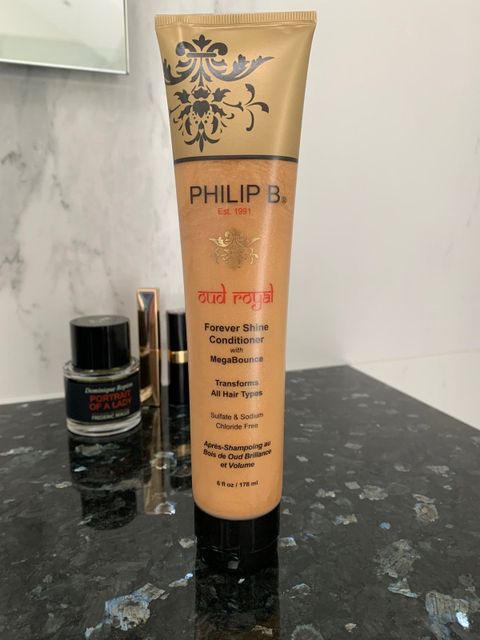 PHILIP B®
Est. 1991
oud royal
Forever Shine
Conditioner
with
MegaBounce
Transforms
All Hair Types
Sulfate & Sodium
Chloride Free
Après-Shampoing au
Bois de Oud Brillance
et Volume
6 fl oz / 178 ml
Dominique Ropion
PORTRAIT
OF A LADY
FREDERIC MALLE